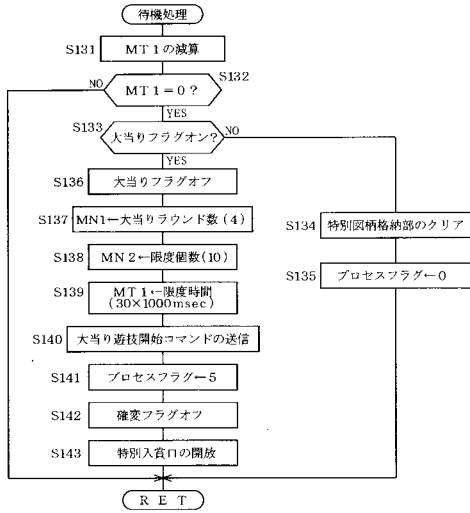 待機処理
S131
MT1の減算
S132
NO
MT1=0?
YES
S133
大当りフラグオン?
NO
YES
S136
大当りフラグオフ
S137
MN1←大当りラウンド数(4)
S134
特別図柄格納部のクリア
S138
MN2←限度個数(10)
S135
プロセスフラグ←0
S139
MT1←限度時間
(30×1000msec)
S140
大当り遊技開始コマンドの送信
S141
プロセスフラグ←5
S142
確変フラグオフ
S143
特別入賞口の開放
RET